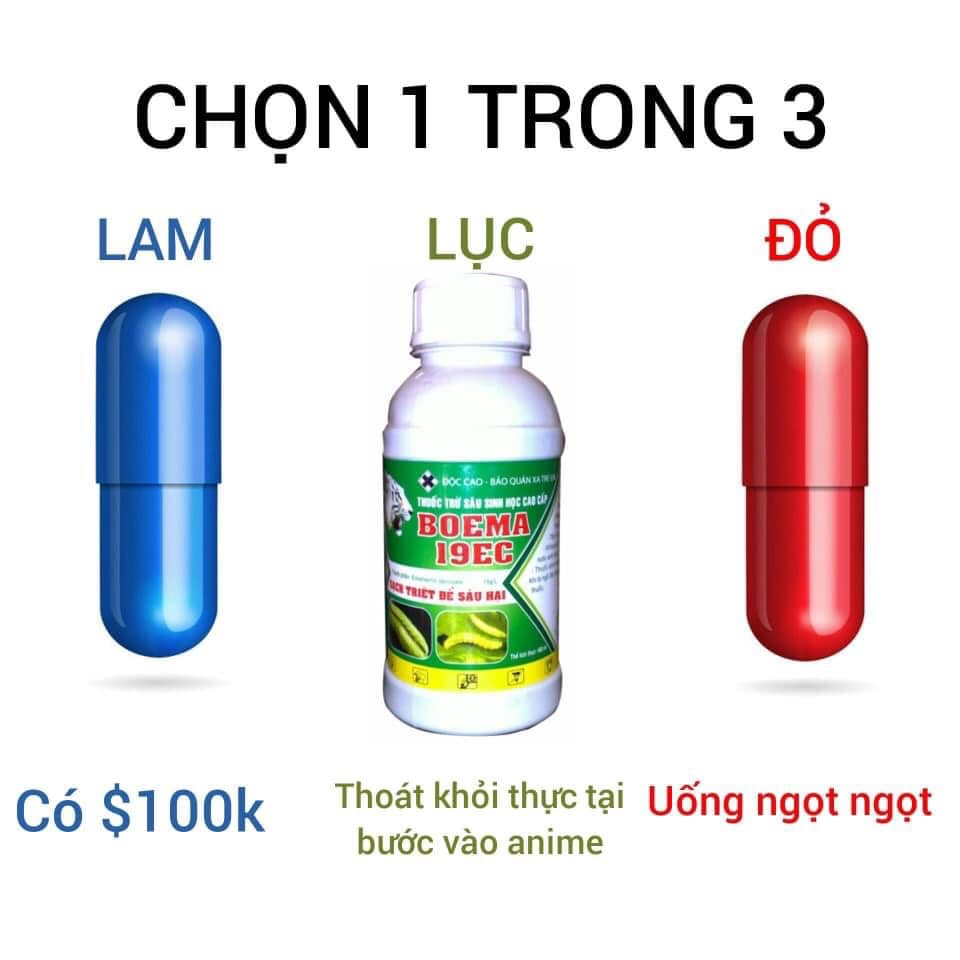 CHỌN 1 TRONG 3
LAM
LỤC
ĐỎ
ĐỘC CAO - BẢO QUẢN XA TRẺ
THUỐC TRỪ SÂU SINH HỌC CAO CẤP
BOEMA
19EC
SẠCH TRIỆT ĐỂ SÂU HẠI
Có $100k
Thoát khỏi thực tại
bước vào anime
Uống ngọt ngọt